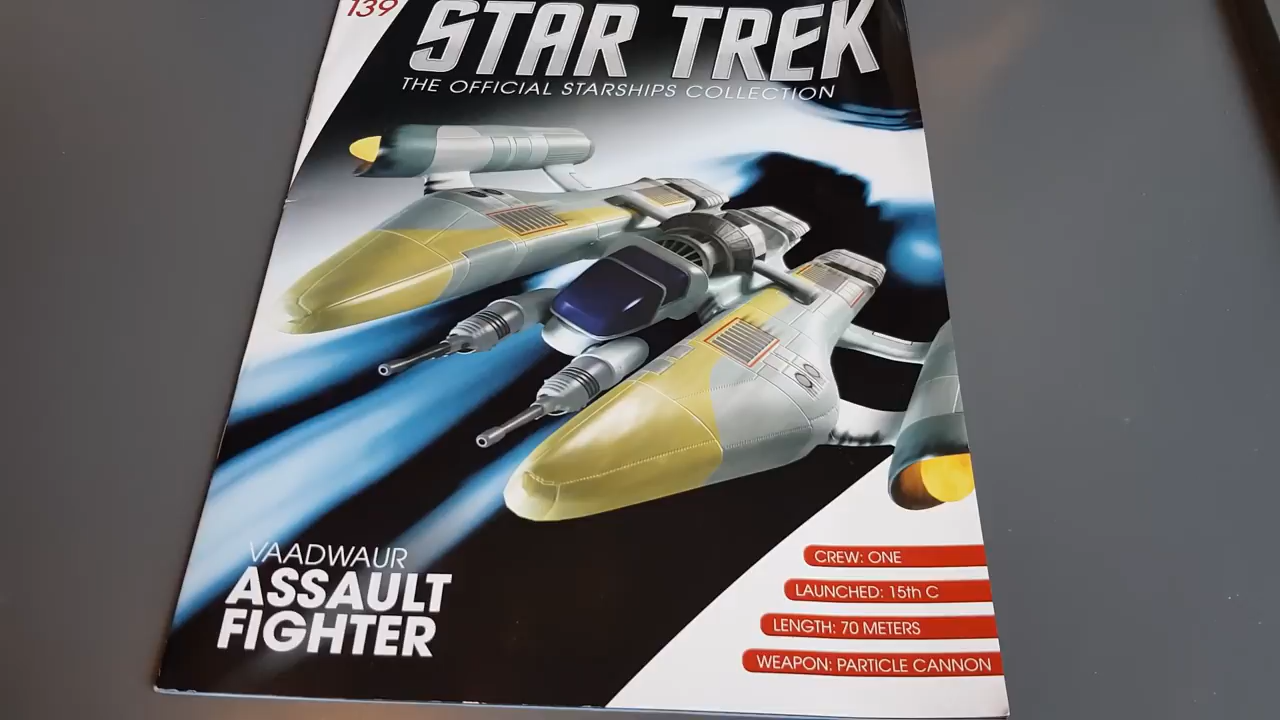 139
STAR TREK
THE OFFICIAL STARSHIPS COLLECTION
VAADWAUR
ASSAULT
FIGHTER
CREW: ONE
LAUNCHED: 15th C
LENGTH: 70 METERS
WEAPON: PARTICLE CANNON